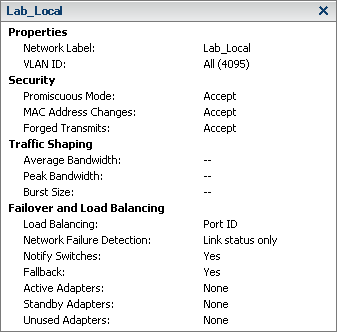 Lab_Local
Properties
Network Label: Lab_Local
VLAN ID: All (4095)
Security
Promiscuous Mode: Accept
MAC Address Changes: Accept
Forged Transmits: Accept
Traffic Shaping
Average Bandwidth: --
Peak Bandwidth: --
Burst Size: --
Failover and Load Balancing
Load Balancing: Port ID
Network Failure Detection: Link status only
Notify Switches: Yes
Fallback: Yes
Active Adapters: None
Standby Adapters: None
Unused Adapters: None